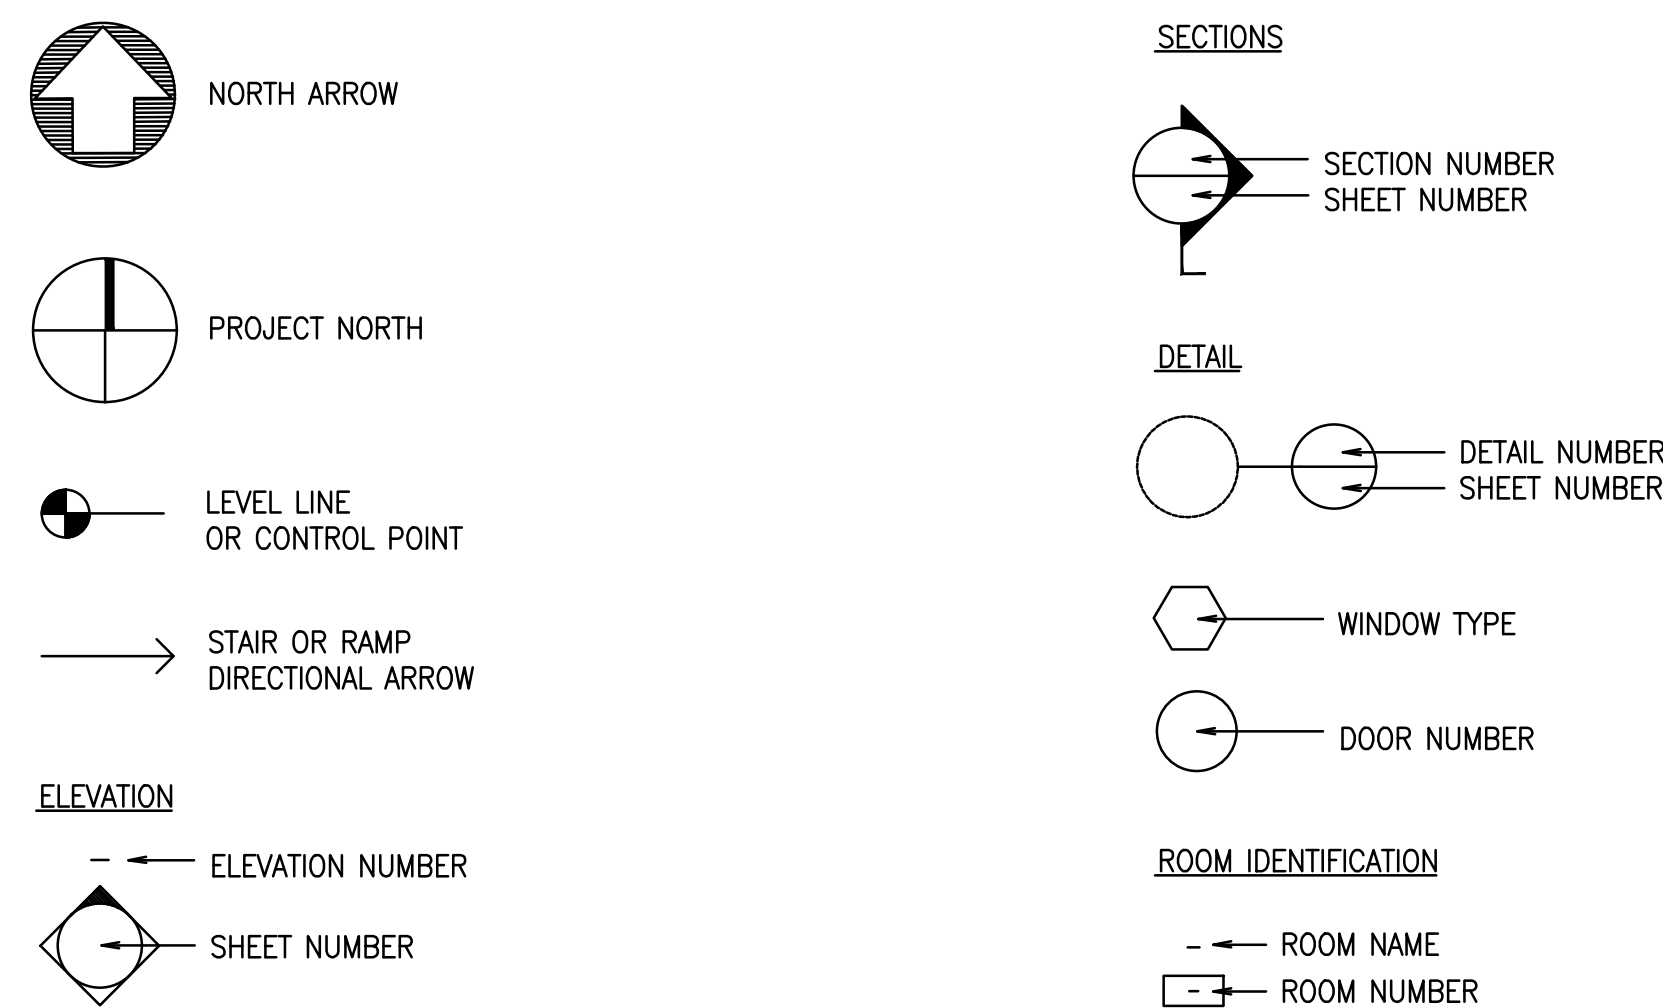 NORTH ARROW
PROJECT NORTH
LEVEL LINE
OR CONTROL POINT
STAIR OR RAMP
DIRECTIONAL ARROW
ELEVATION
ELEVATION NUMBER
SHEET NUMBER
SECTIONS
SECTION NUMBER
SHEET NUMBER
DETAIL
DETAIL NUMBER
SHEET NUMBER
WINDOW TYPE
DOOR NUMBER
ROOM IDENTIFICATION
ROOM NAME
ROOM NUMBER